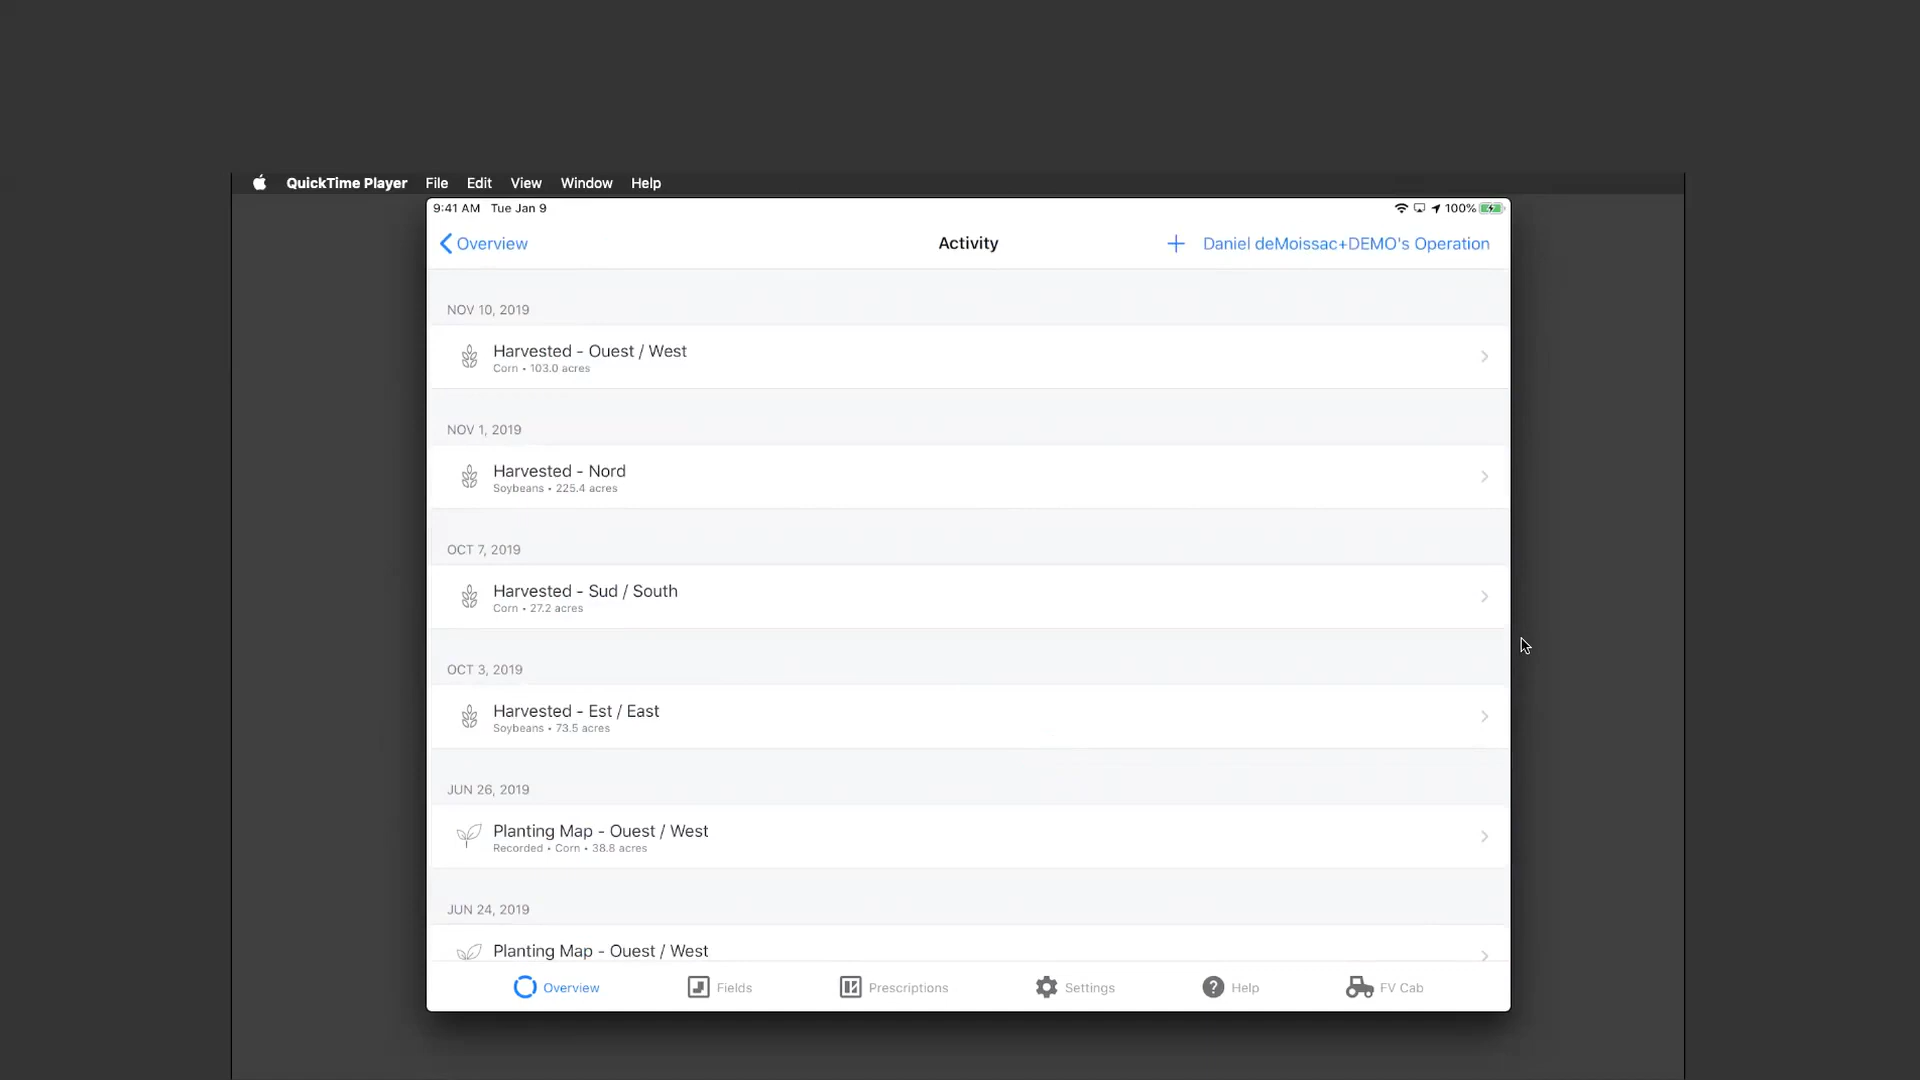 QuickTime Player File Edit View Window Help
9:41 AM Tue Jan 9 100%
Overview Activity + Daniel deMoissac+DEMO's Operation
NOV 10, 2019
Harvested - Ouest / West
Corn • 103.0 acres
NOV 1, 2019
Harvested - Nord
Soybeans • 225.4 acres
OCT 7, 2019
Harvested - Sud / South
Corn • 27.2 acres
OCT 3, 2019
Harvested - Est / East
Soybeans • 73.5 acres
JUN 26, 2019
Planting Map - Ouest / West
Recorded • Corn • 38.8 acres
JUN 24, 2019
Planting Map - Ouest / West
Overview Fields Prescriptions Settings ? Help FV Cab